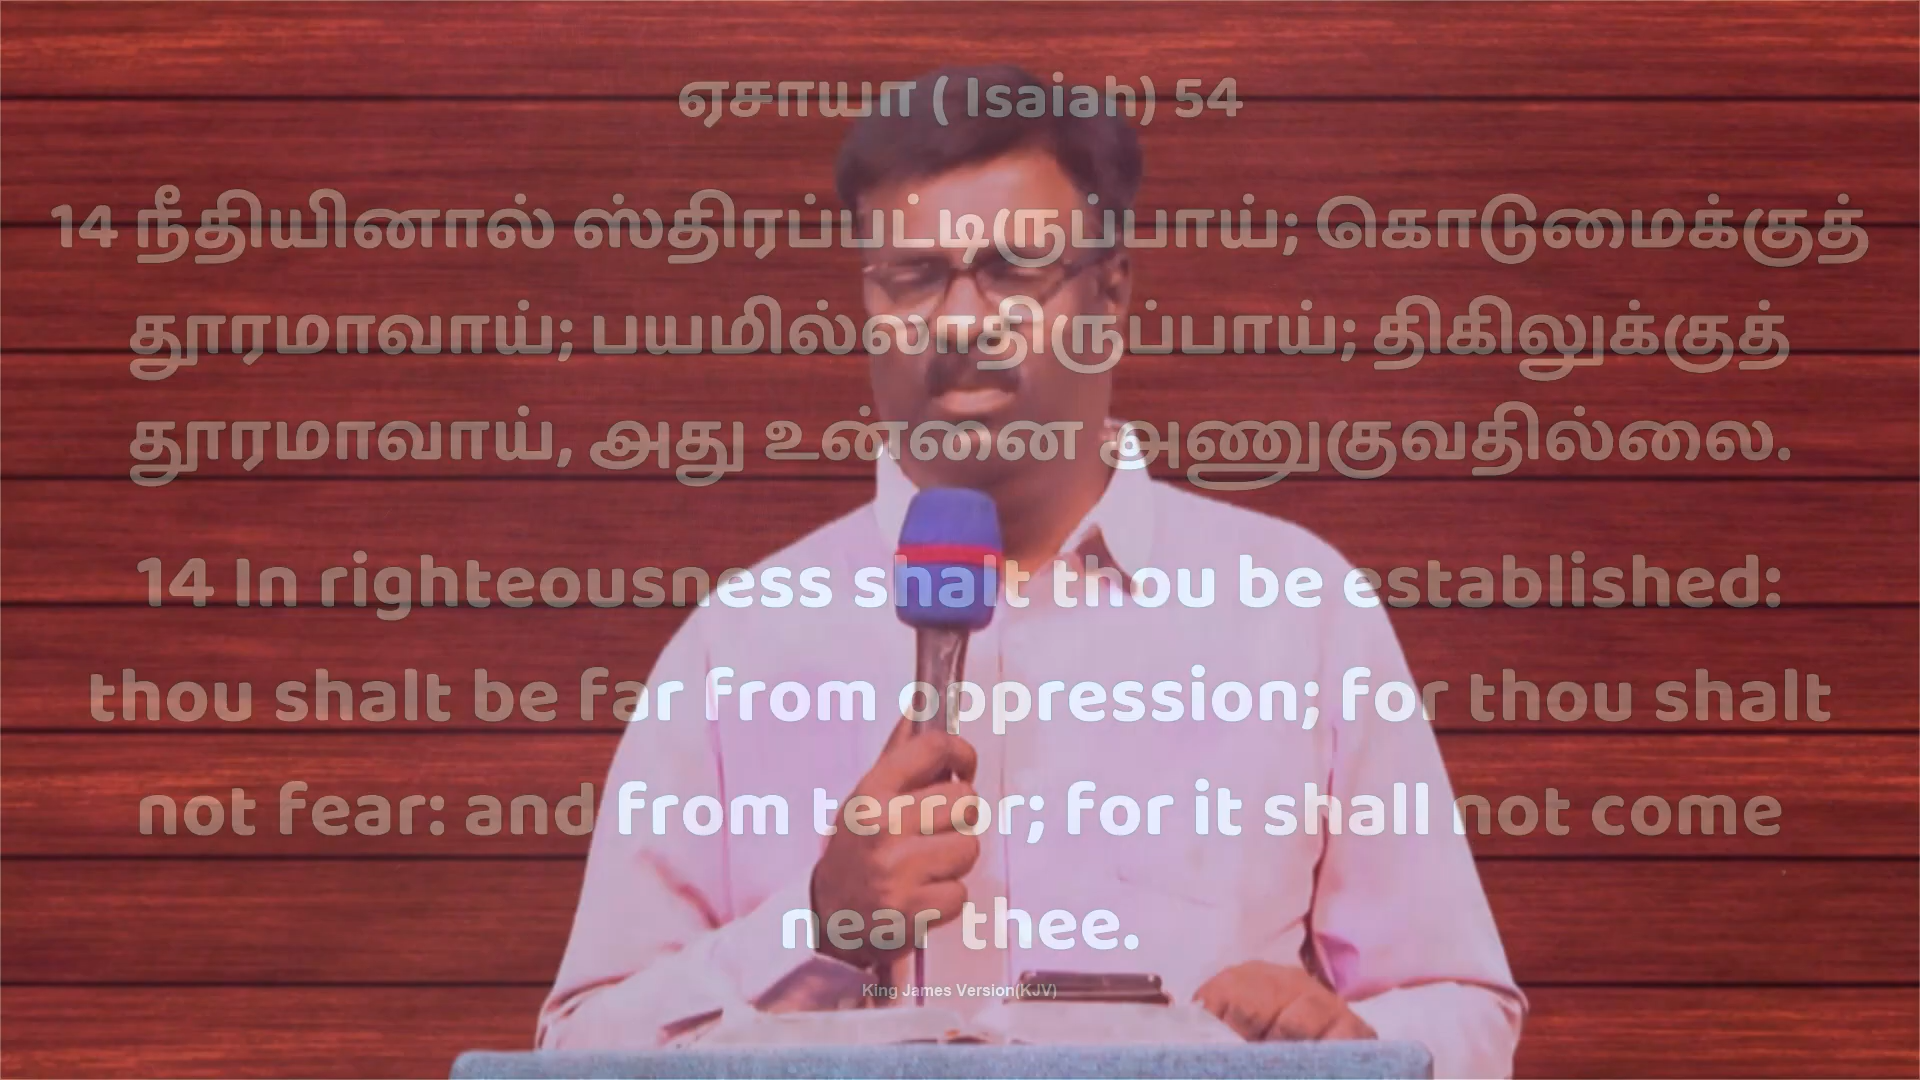 ஏசாயா ( Isaiah) 54
14 நீதியினால் ஸ்திரப்பட்டிருப்பாய்; கொடுமைக்குத்
தூரமாவாய்; பயமில்லாதிருப்பாய்; திகிலுக்குத்
தூரமாவாய், அது உன்னை அணுகுவதில்லை.
14 In righteousness shalt thou be established:
thou shalt be far from oppression; for thou shalt
not fear: and from terror; for it shall not come
near thee.
King James Version(KJV)